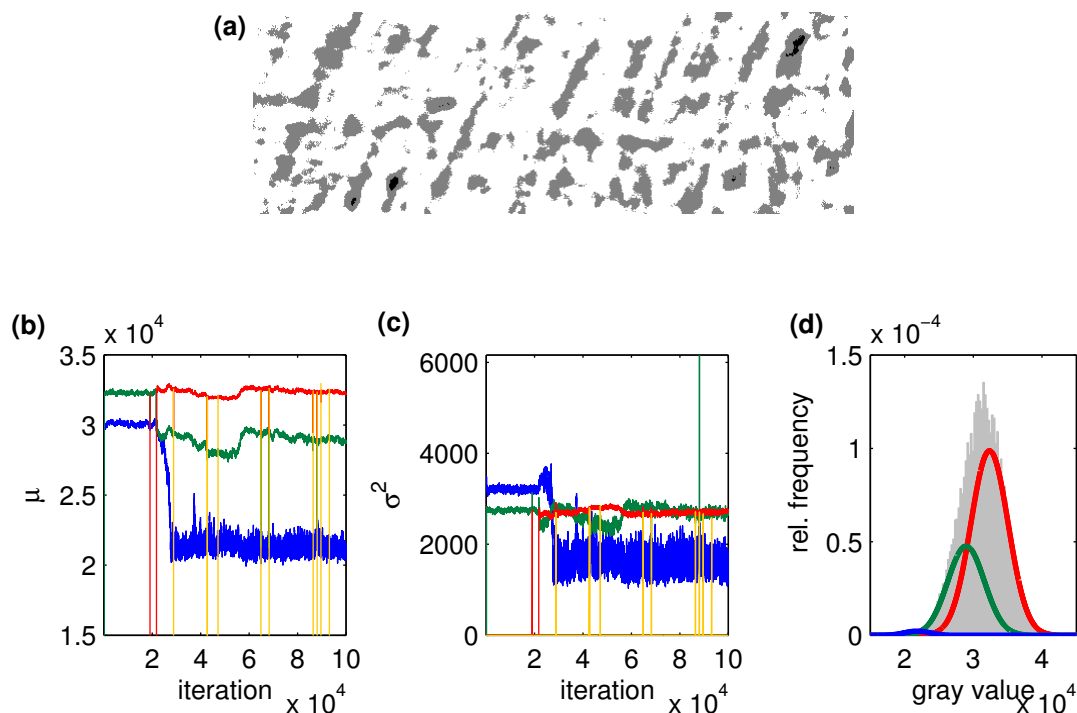 (a)
(b)
x 10^4
3.5
3
2.5
2
1.5
μ
2 4 6 8 10
iteration
x 10^4
(c)
6000
4000
2000
0
σ^2
0 2 4 6 8 10
iteration
x 10^4
(d)
x 10^-4
1.5
1
0.5
0
rel. frequency
2 3 4
gray value
x 10^4